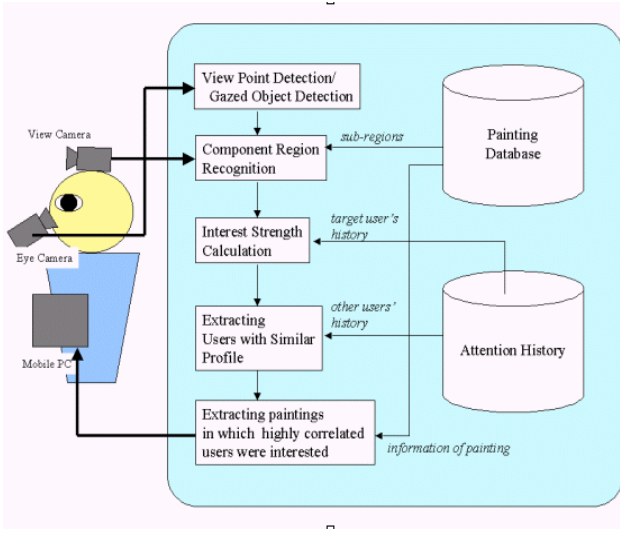 View Point Detection/
Gazed Object Detection
View Camera
sub-regions
Painting
Database
Component Region
Recognition
target user's
history
Interest Strength
Calculation
Eye Camera
other users'
history
Extracting
Users with Similar
Profile
Attention History
Mobile PC
Extracting paintings
in which highly correlated
users were interested
information of painting